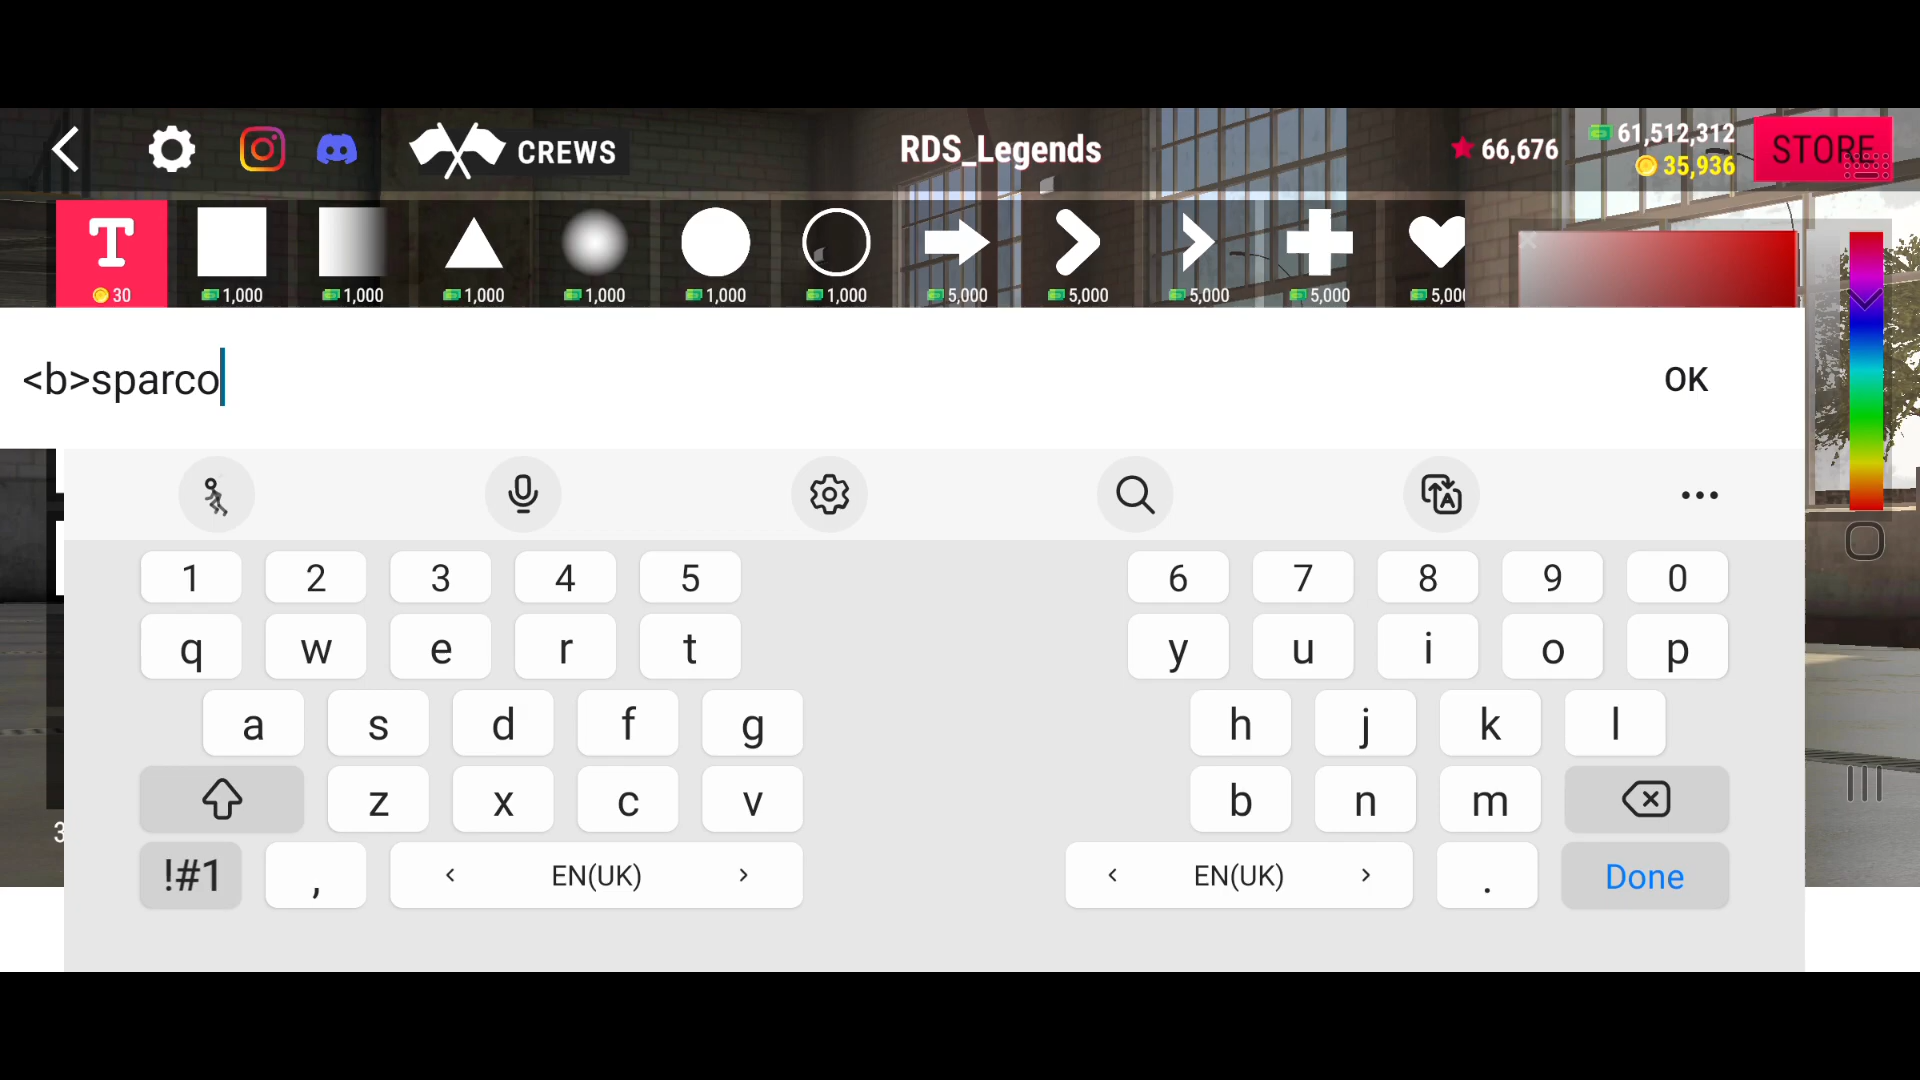 CREWS
RDS_Legends
66,676
61,512,312
35,936
STORE
T
30
1,000
1,000
1,000
1,000
1,000
1,000
5,000
5,000
5,000
5,000
<b>sparco
OK
1 2 3 4 5 6 7 8 9 0
q w e r t y u i o p
a s d f g h j k l
z x c v b n m
!#1 , < EN(UK) > < EN(UK) > . Done